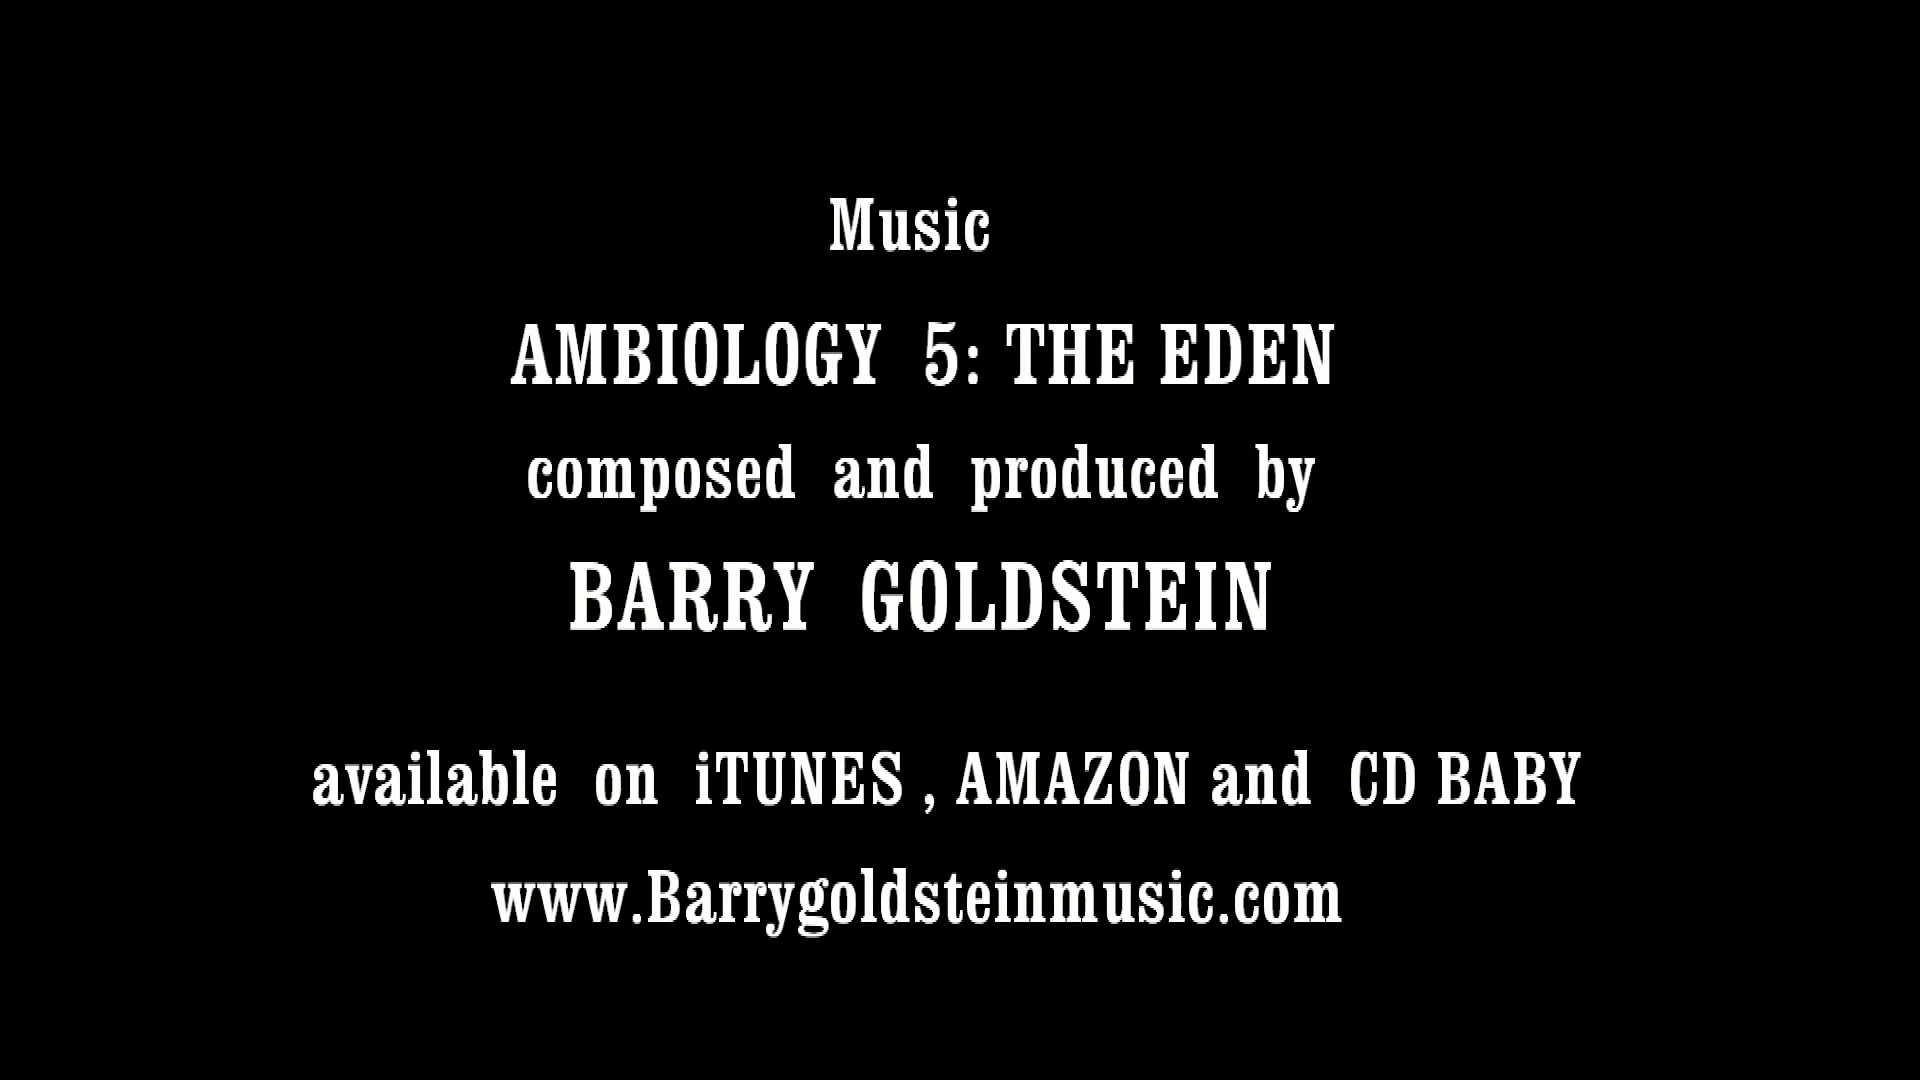 Music
AMBIOLOGY 5: THE EDEN
composed and produced by
BARRY GOLDSTEIN
available on iTUNES , AMAZON and CD BABY
www.Barrygoldsteinmusic.com